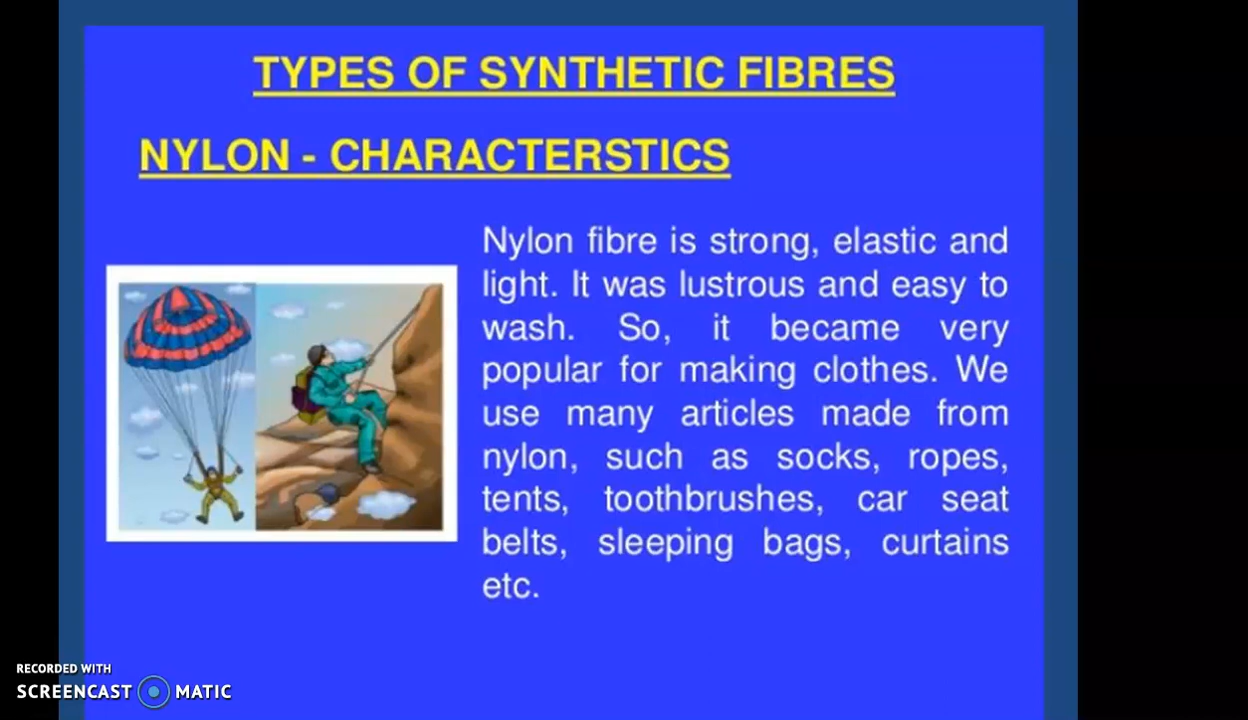 TYPES OF SYNTHETIC FIBRES
NYLON - CHARACTERSTICS
Nylon fibre is strong, elastic and
light. It was lustrous and easy to
wash. So, it became very
popular for making clothes. We
use many articles made from
nylon, such as socks, ropes,
tents, toothbrushes, car seat
belts, sleeping bags, curtains
etc.
RECORDED WITH
SCREENCAST MATIC